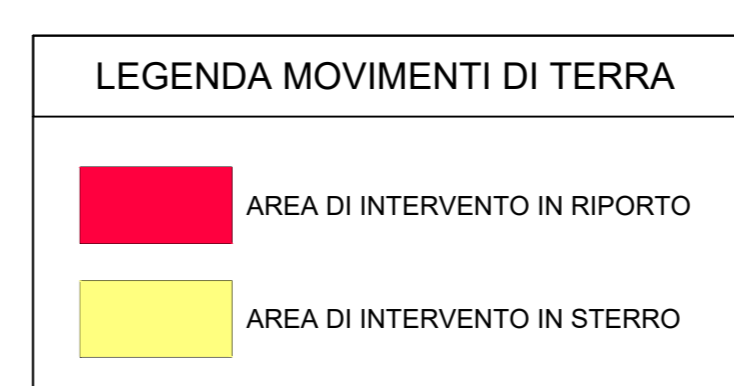 LEGENDA MOVIMENTI DI TERRA
AREA DI INTERVENTO IN RIPORTO
AREA DI INTERVENTO IN STERRO